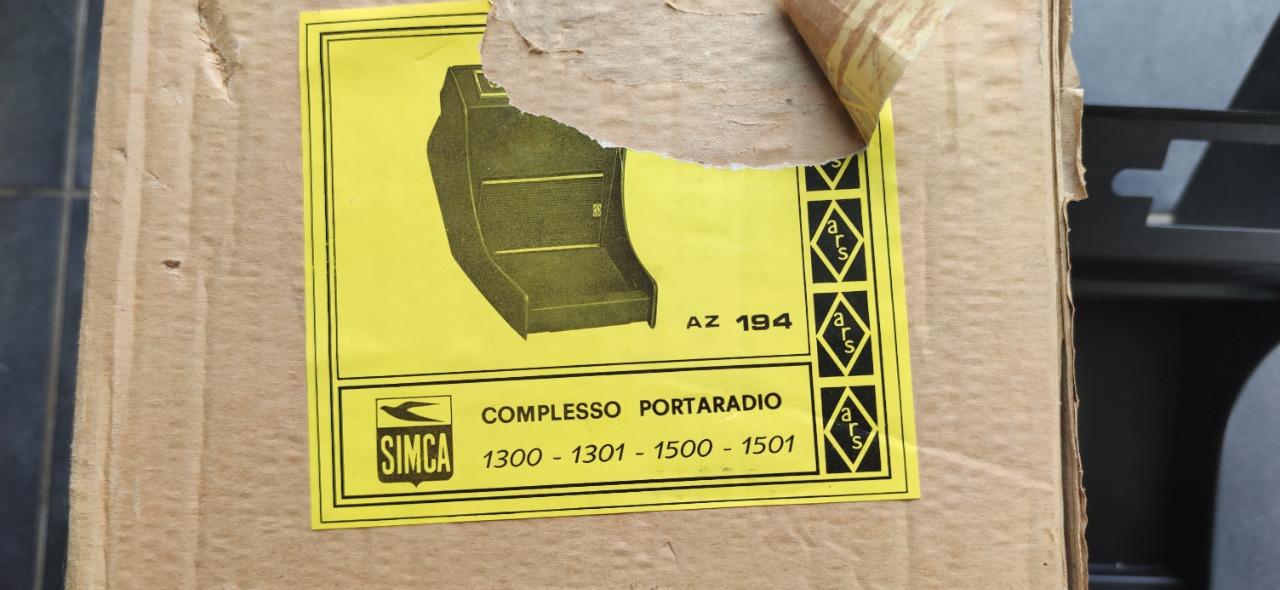 ars
ars
AZ 194
ars
SIMCA
COMPLESSO PORTARADIO
1300 - 1301 - 1500 - 1501